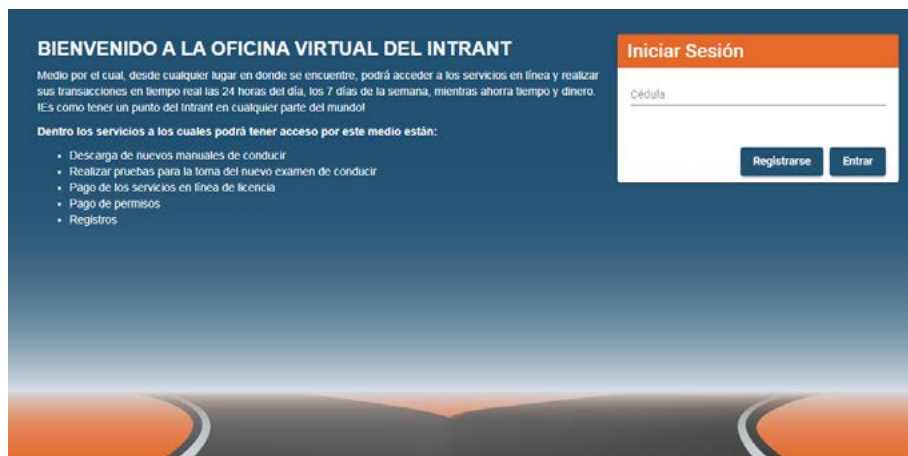 BIENVENIDO A LA OFICINA VIRTUAL DEL INTRANT
Medio por el cual, desde cualquier lugar en donde se encuentre, podrá acceder a los servicios en línea y realizar
sus transacciones en tiempo real las 24 horas del día, los 7 días de la semana, mientras ahorra tiempo y dinero.
!Es como tener un punto del Intrant en cualquier parte del mundo!
Dentro los servicios a los cuales podrá tener acceso por este medio están:
• Descarga de nuevos manuales de conducir
• Realizar pruebas para la toma del nuevo examen de conducir
• Pago de los servicios en línea de licencia
• Pago de permisos
• Registros
Iniciar Sesión
Cédula
Registrarse Entrar